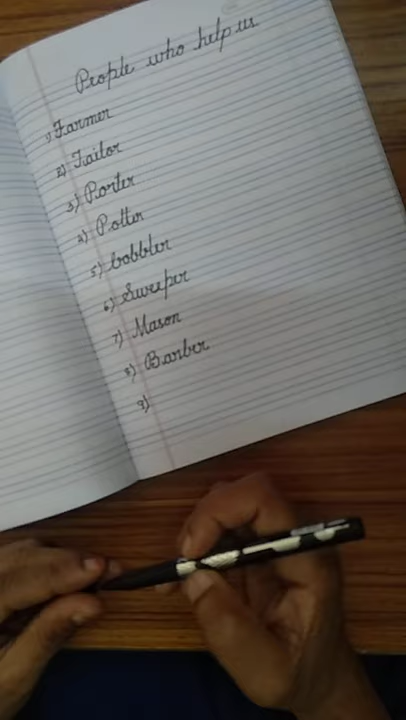 People who help us
1) Farmer
2) Tailor
3) Porter
4) Potter
5) Cobbler
6) Sweeper
7) Mason
8) Barber
9)